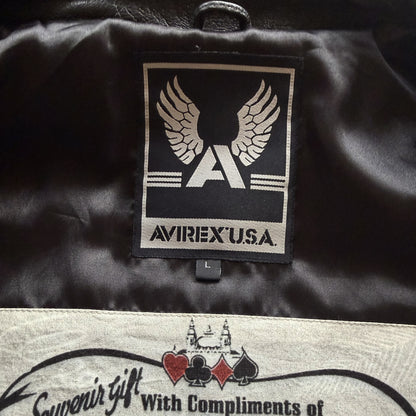 A
AVIREX U.S.A.
L
Souvenir Gift
With Compliments of